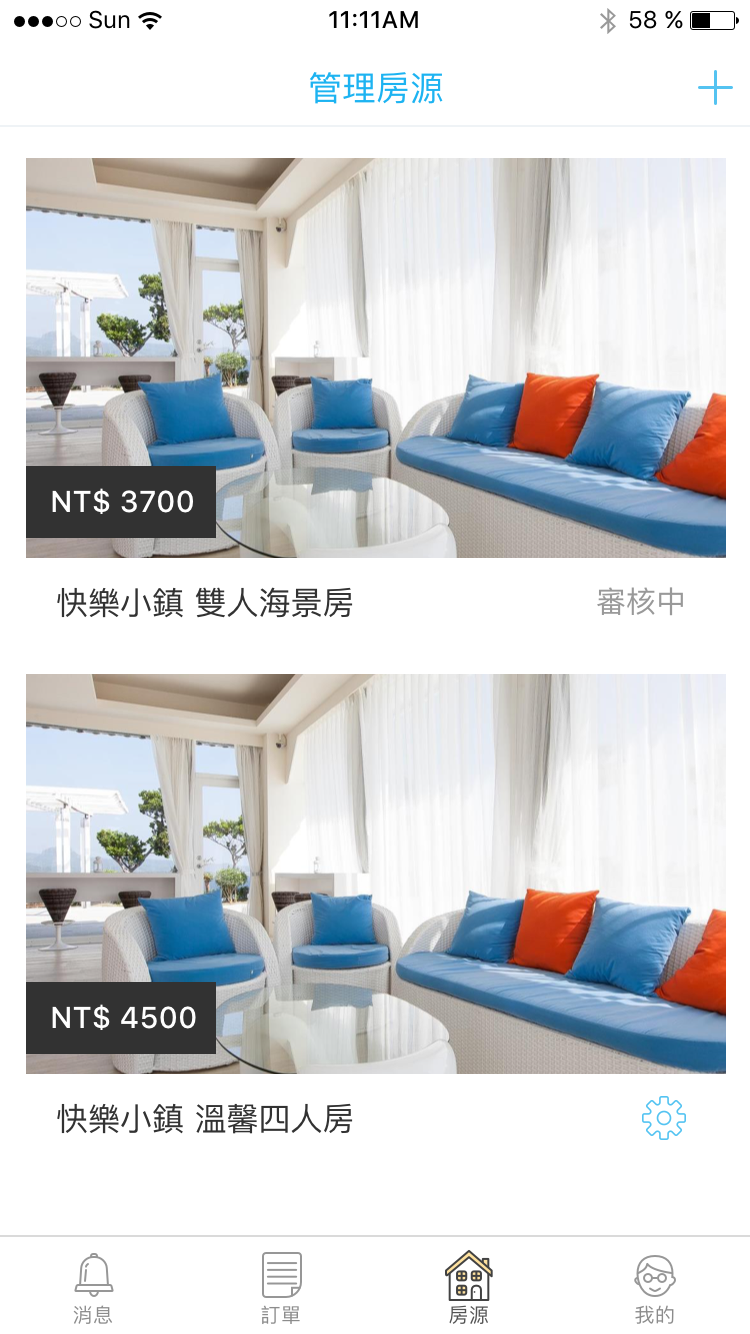 Sun 11:11AM 58 %
管理房源
NT$ 3700
快樂小鎮 雙人海景房 審核中
NT$ 4500
快樂小鎮 溫馨四人房
消息 訂單 房源 我的